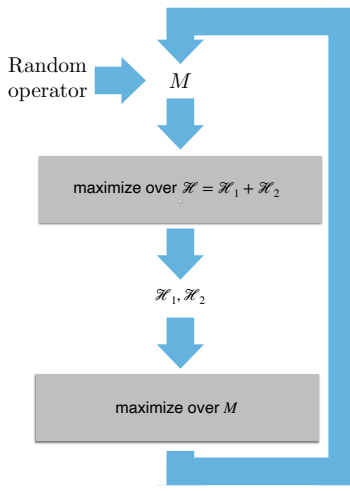 Random
operator
M
maximize over ℋ = ℋ₁ + ℋ₂
ℋ₁, ℋ₂
maximize over M